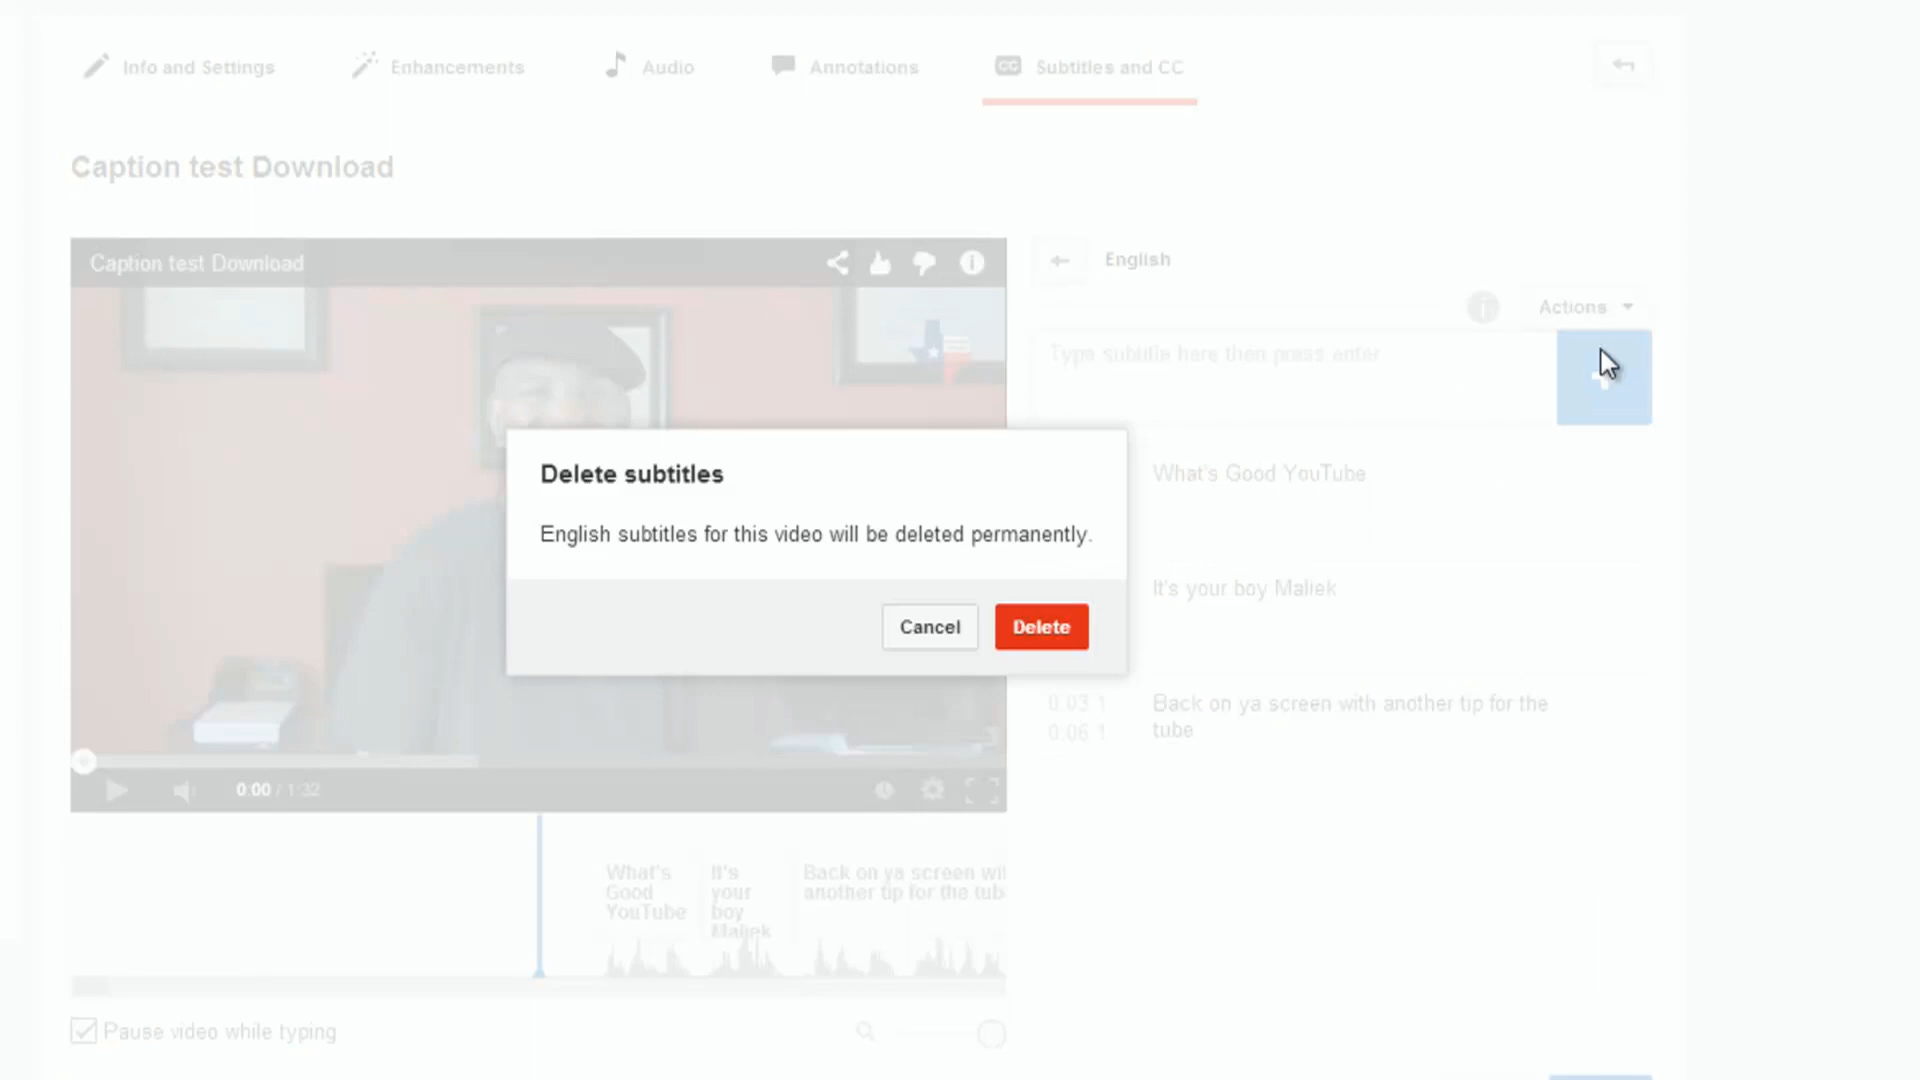 Info and Settings
Enhancements
Audio
Annotations
CC Subtitles and CC
Caption test Download
Caption test Download
English
Actions
Type subtitle here then press enter
Delete subtitles
English subtitles for this video will be deleted permanently.
Cancel
Delete
What's Good YouTube
It's your boy Maliek
0:03 1
0:06 1
Back on ya screen with another tip for the
tube
0:00 / 1:32
What's
Good
YouTube
It's
your
boy
Maliek
Back on ya screen wi
another tip for the tub
Pause video while typing